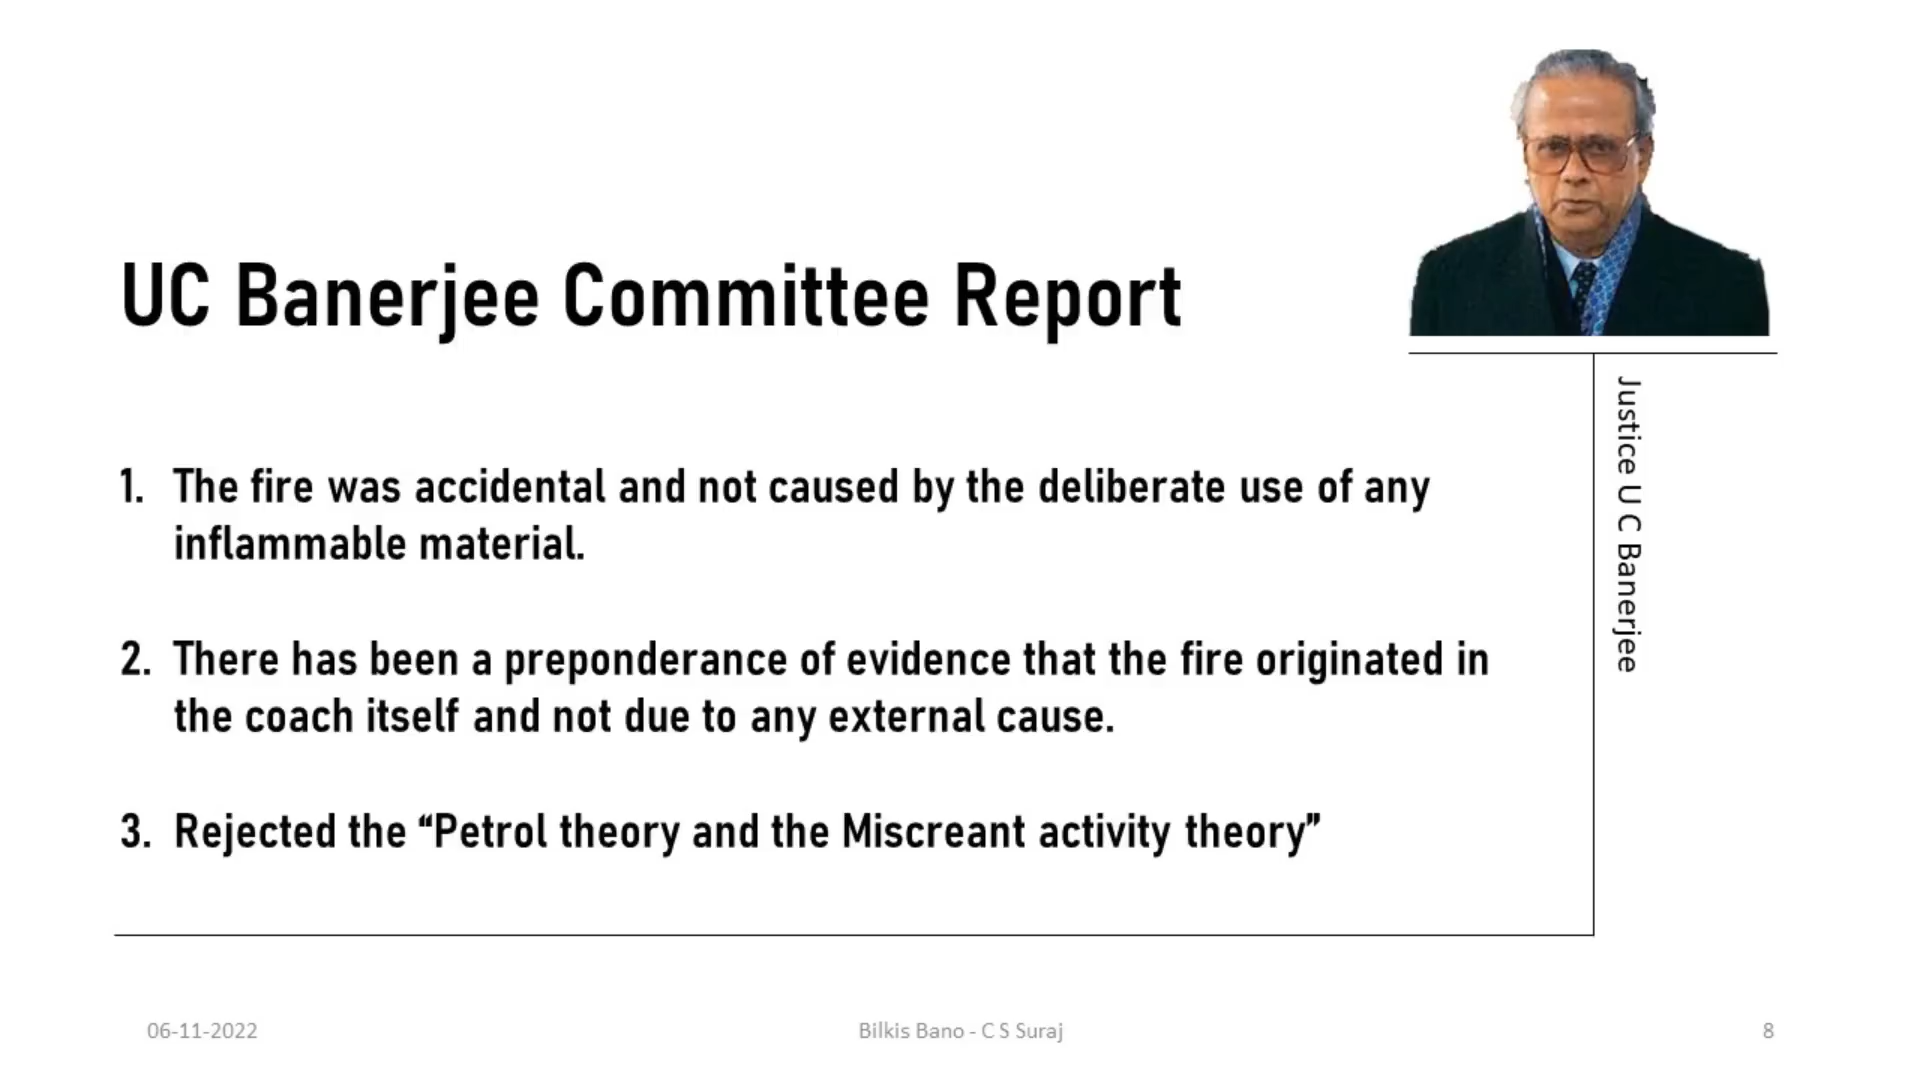 UC Banerjee Committee Report
Justice U C Banerjee
1. The fire was accidental and not caused by the deliberate use of any
inflammable material.
2. There has been a preponderance of evidence that the fire originated in
the coach itself and not due to any external cause.
3. Rejected the “Petrol theory and the Miscreant activity theory”
06-11-2022
Bilkis Bano - C S Suraj
8